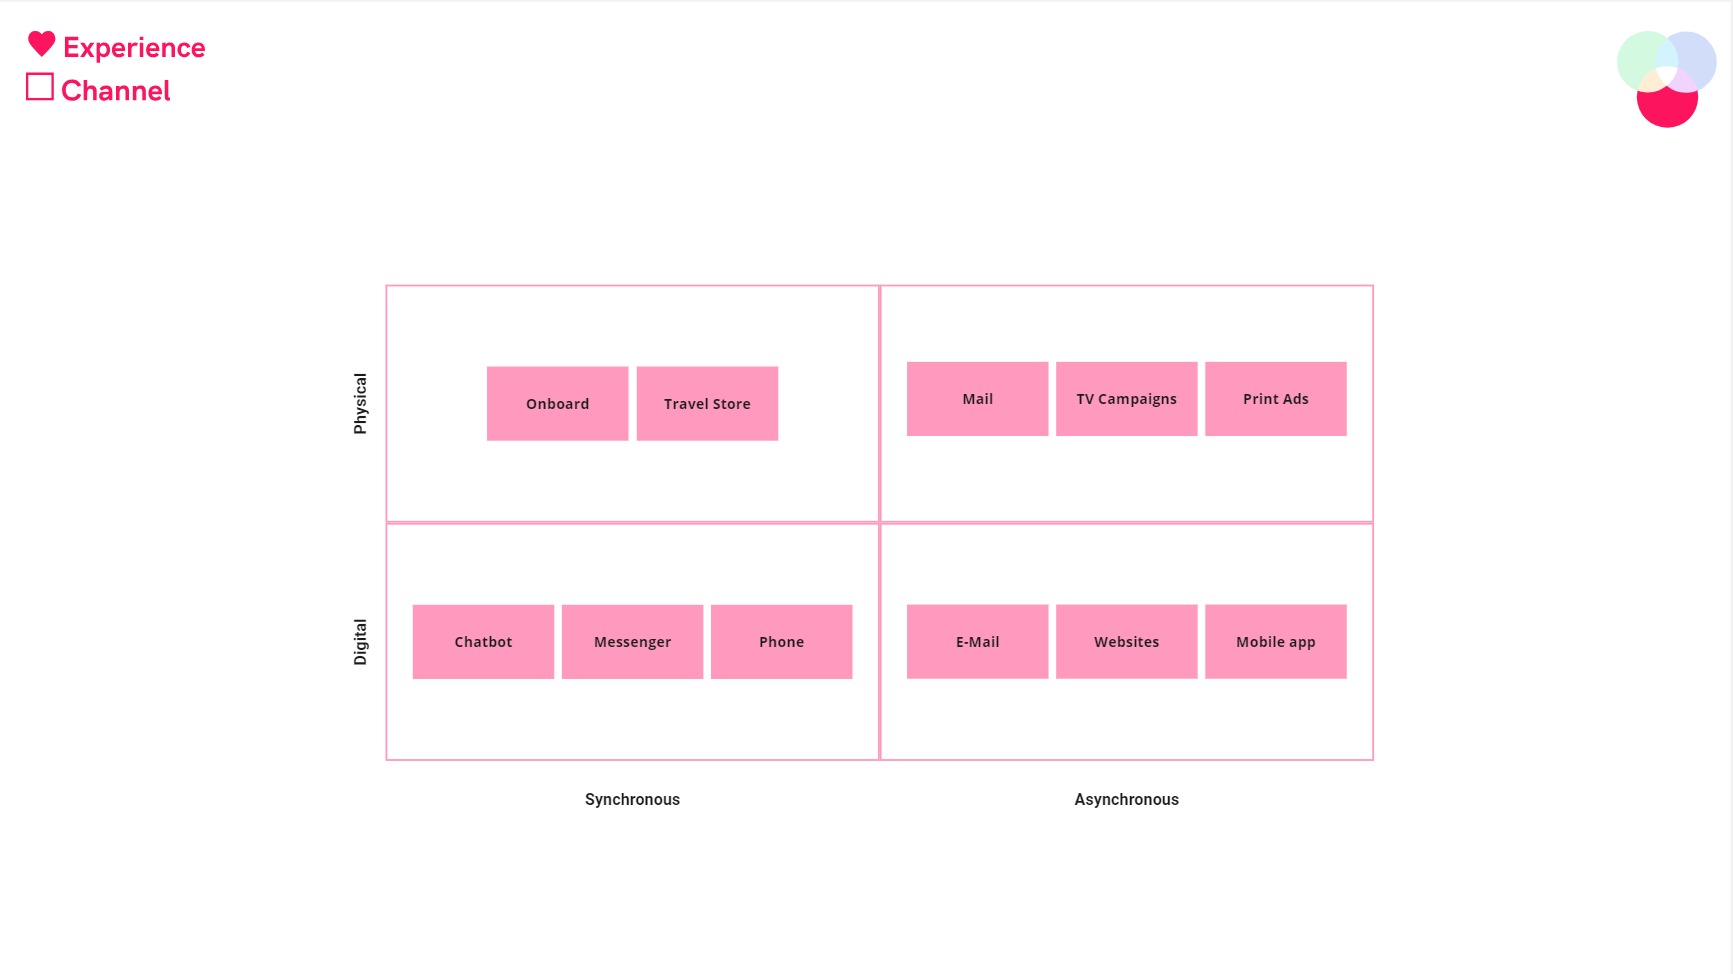 Experience
Channel
Physical
Onboard
Travel Store
Mail
TV Campaigns
Print Ads
Digital
Chatbot
Messenger
Phone
E-Mail
Websites
Mobile app
Synchronous
Asynchronous